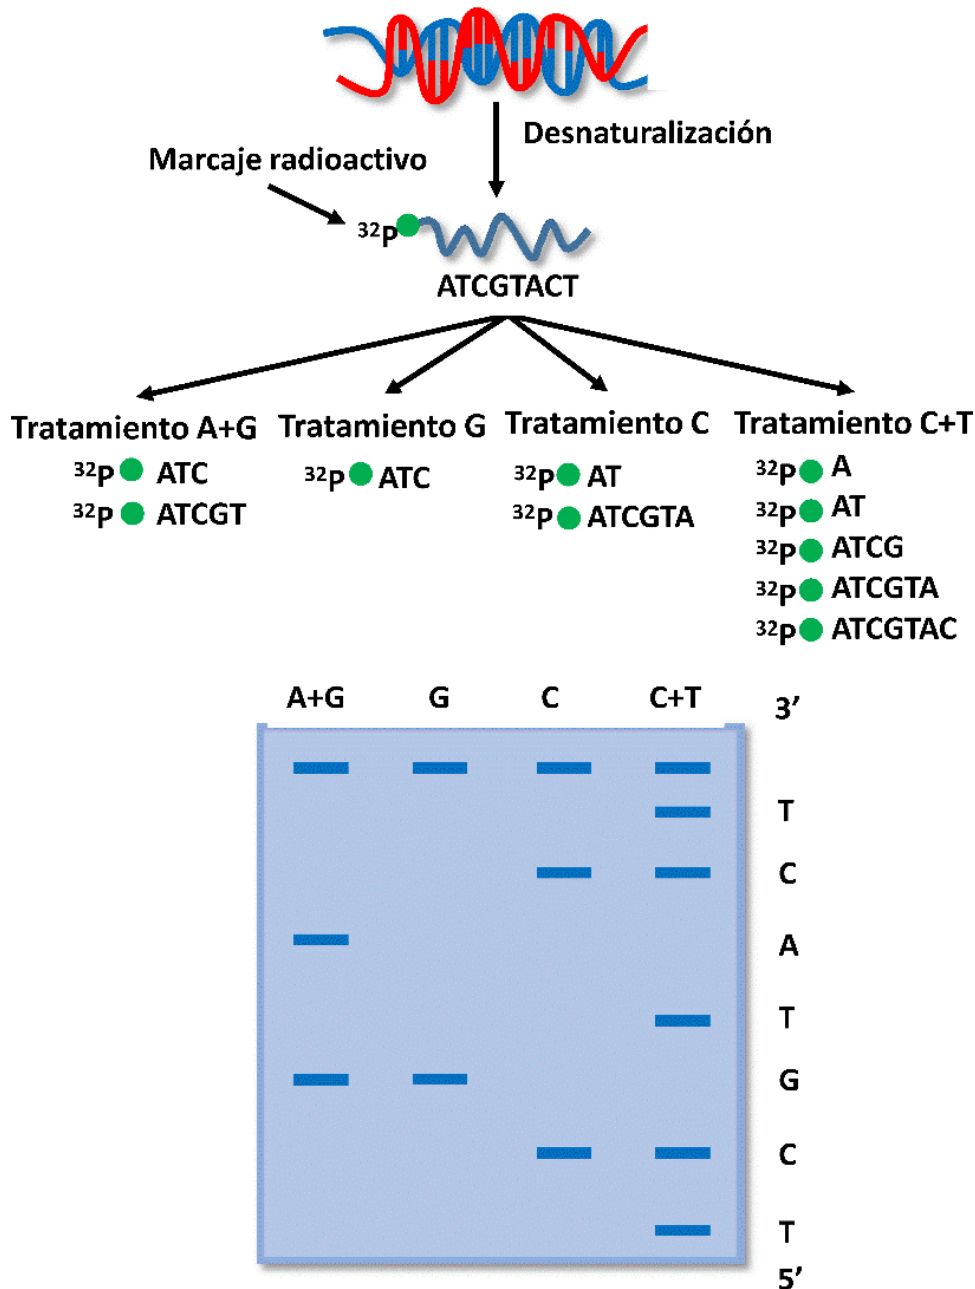 Desnaturalización
Marcaje radioactivo
32P
ATCGTACT
Tratamiento A+G
32P ATC
32P ATCGT
Tratamiento G
32P ATC
Tratamiento C
32P AT
32P ATCGTA
Tratamiento C+T
32P A
32P AT
32P ATCG
32P ATCGTA
32P ATCGTAC
A+G G C C+T 3’
T
C
A
T
G
C
T
5’